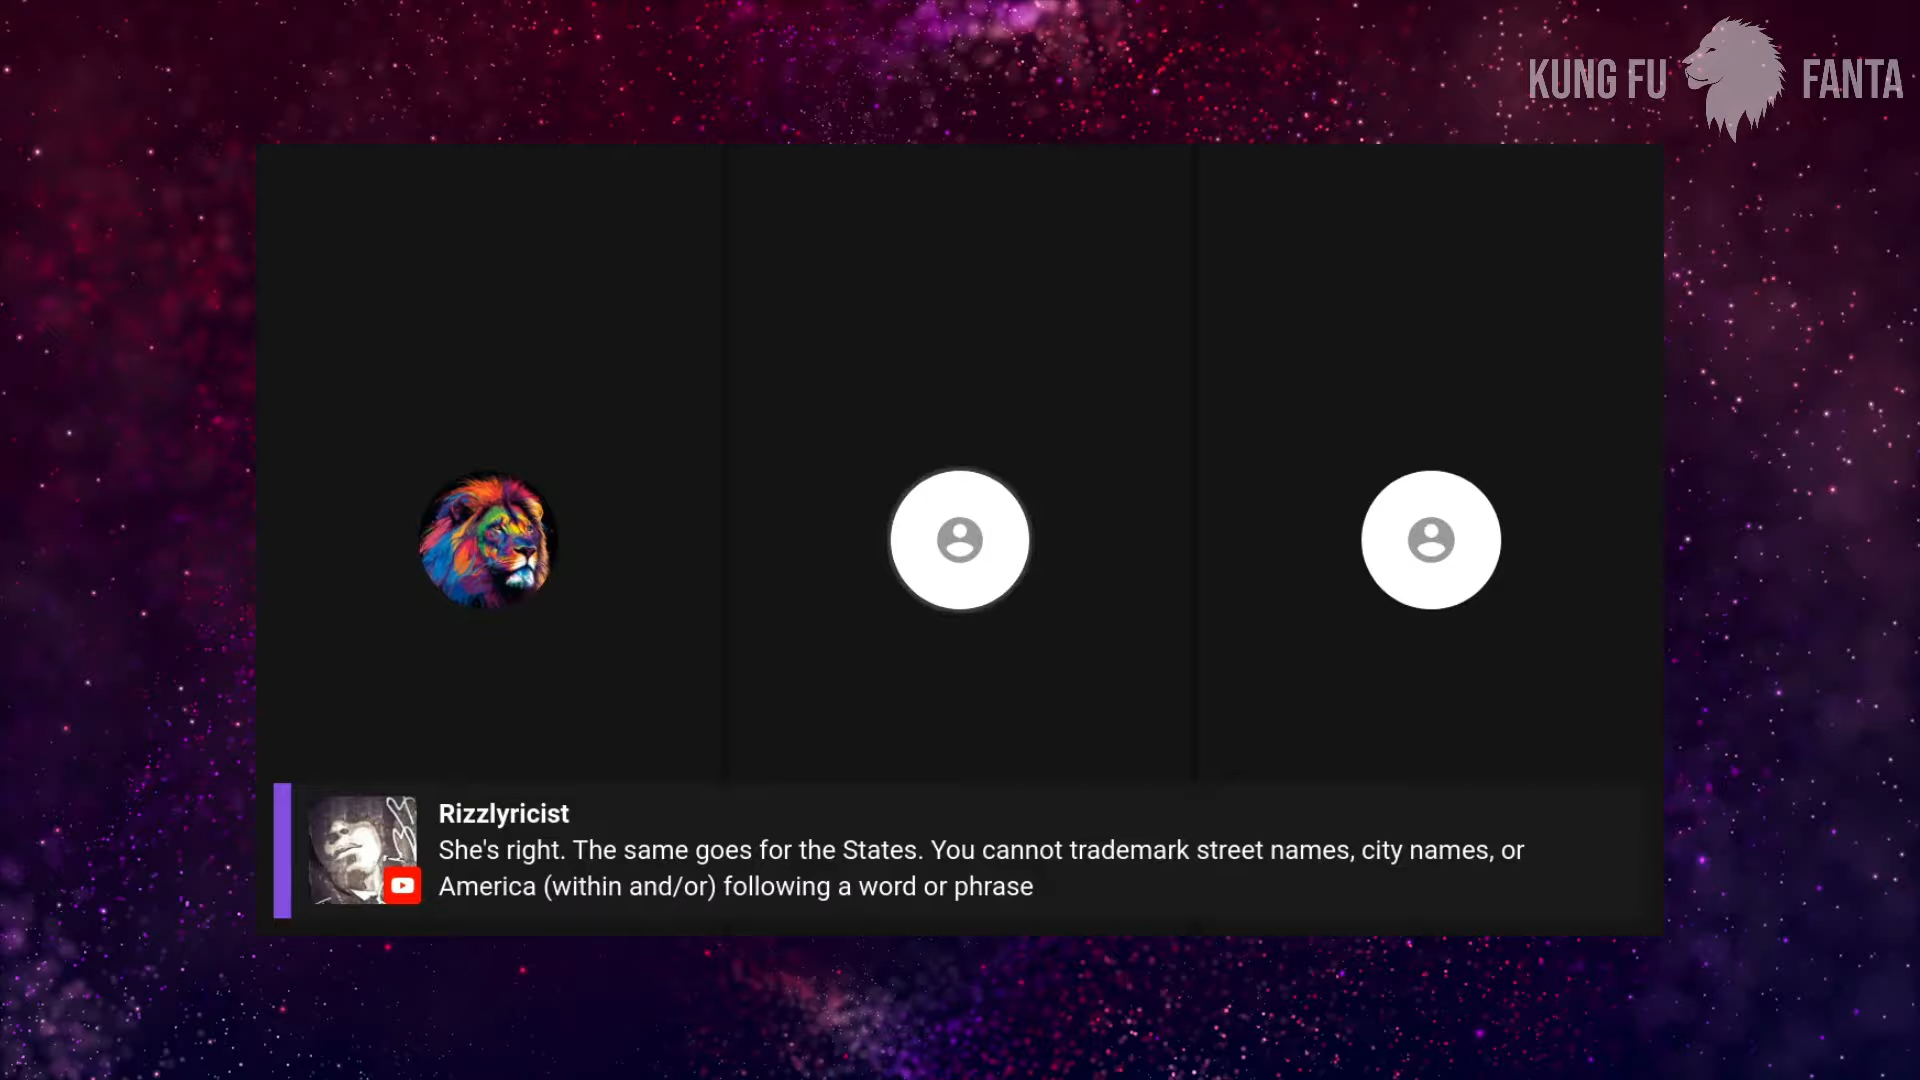 KUNG FU FANTA
Rizzlyricist
She's right. The same goes for the States. You cannot trademark street names, city names, or
America (within and/or) following a word or phrase